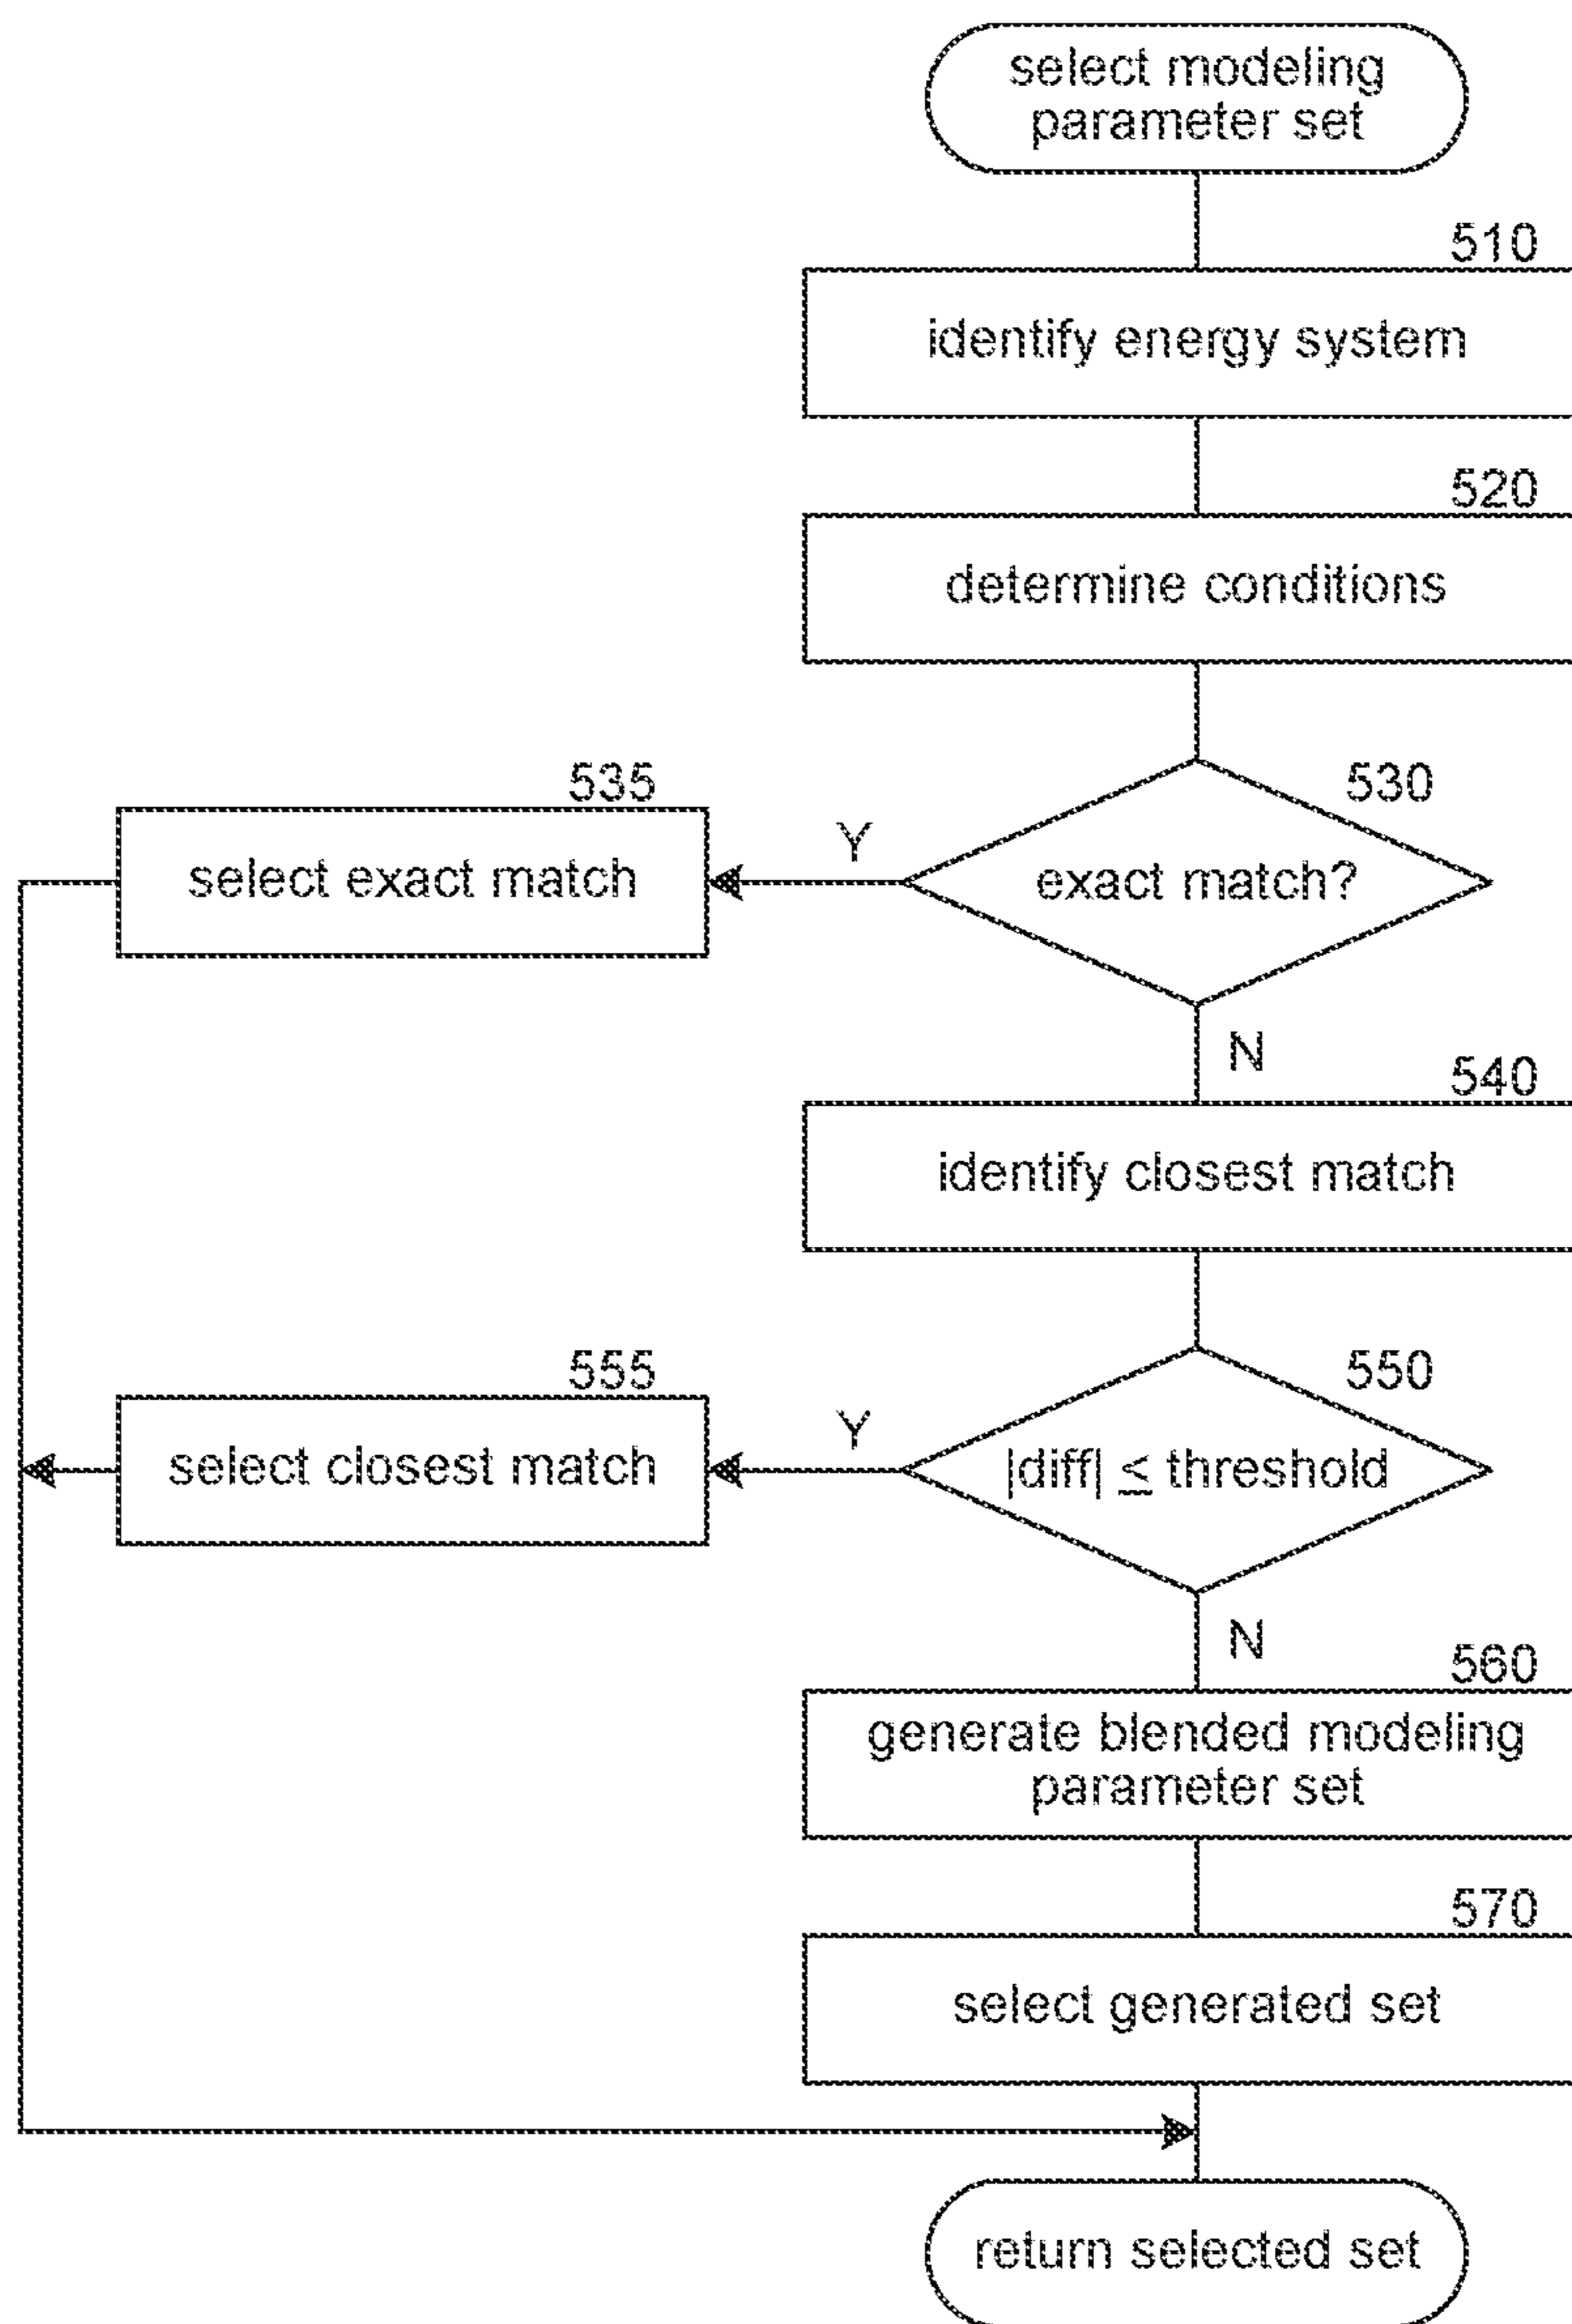 select modeling
parameter set
510
identify energy system
520
determine conditions
530
exact match?
Y
535
select exact match
N
540
identify closest match
550
|diff| ≤ threshold
Y
555
select closest match
N
560
generate blended modeling
parameter set
570
select generated set
return selected set